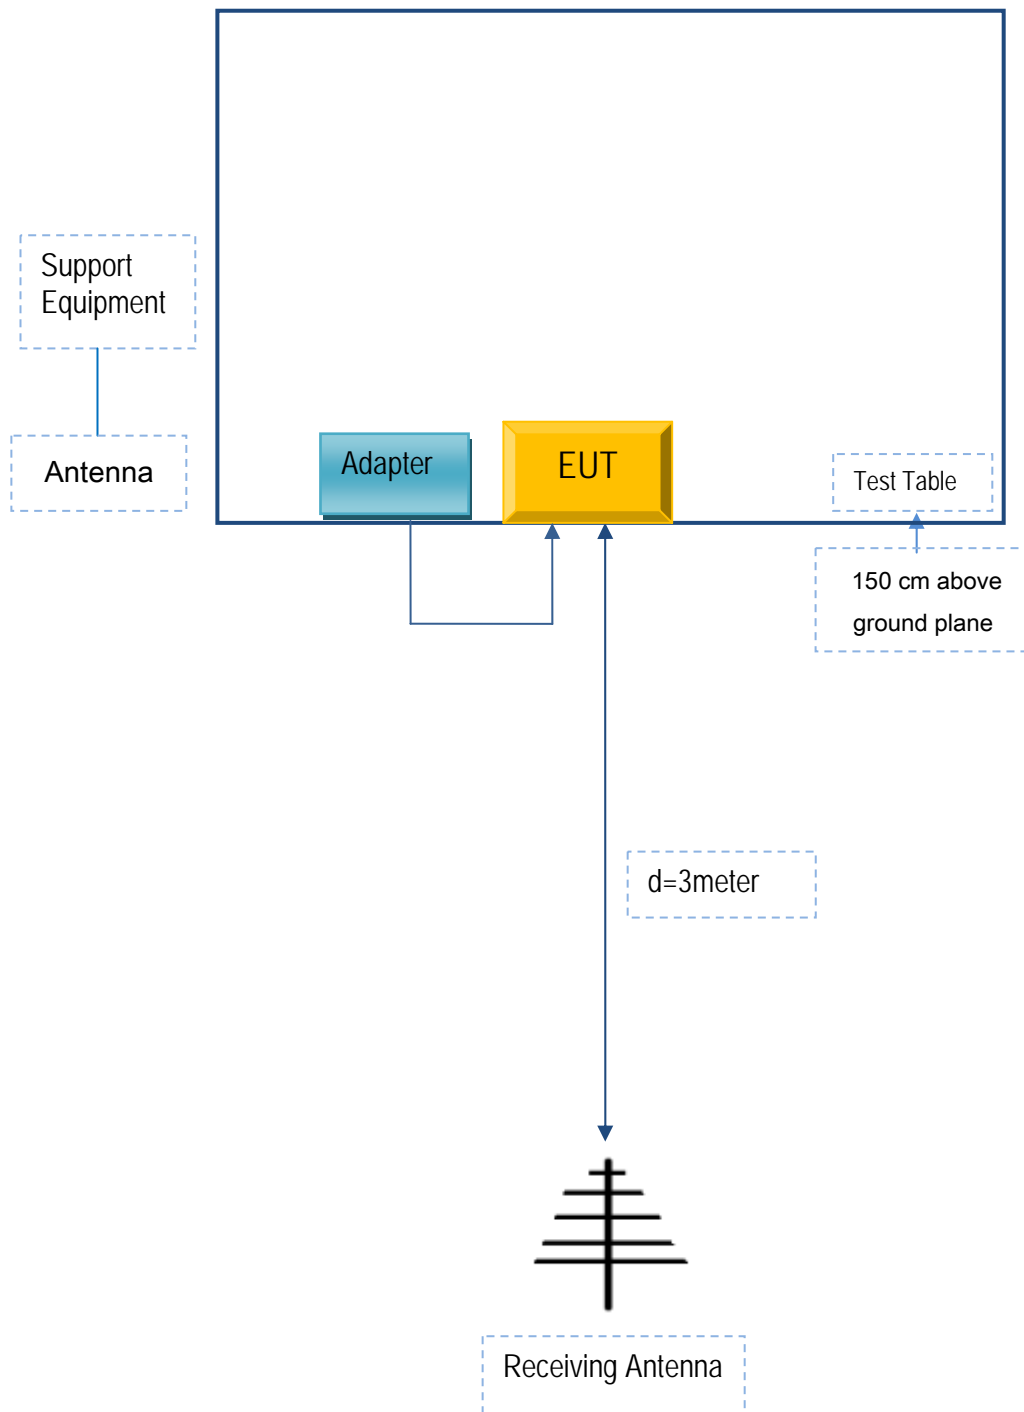 Support
Equipment
Antenna
Adapter
EUT
Test Table
150 cm above
ground plane
d=3meter
Receiving Antenna